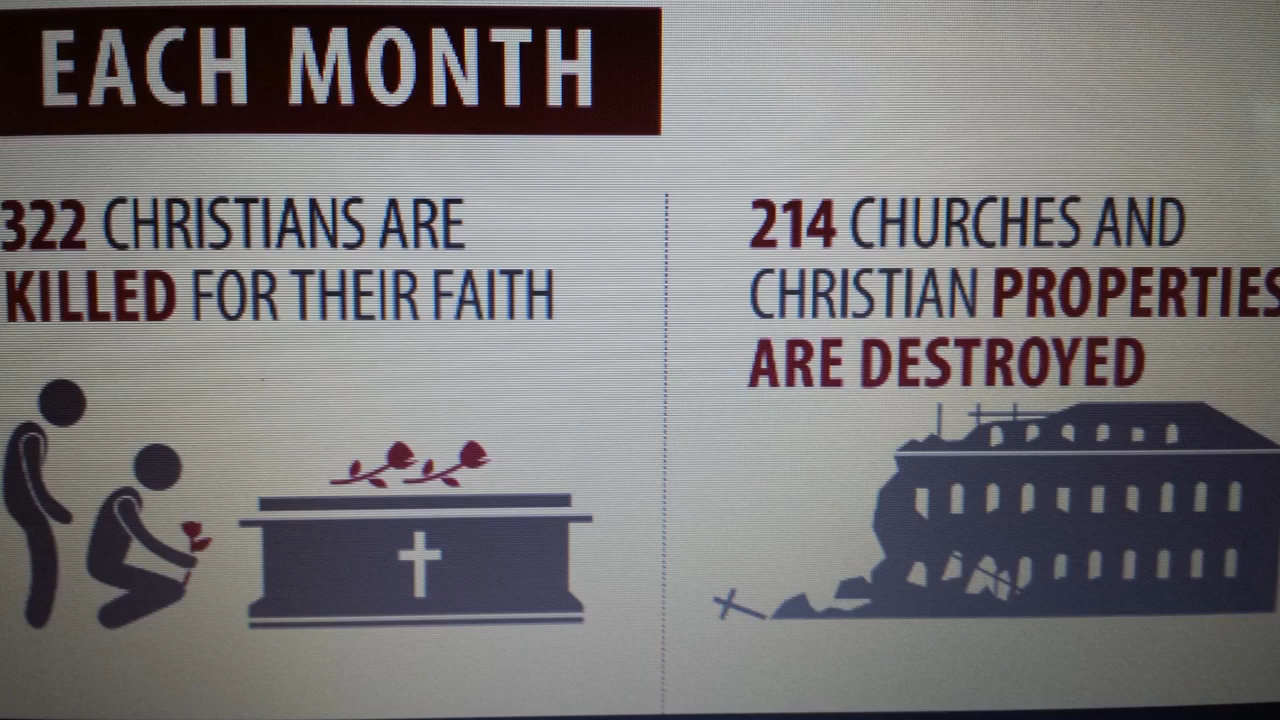 EACH MONTH
322 CHRISTIANS ARE
KILLED FOR THEIR FAITH
214 CHURCHES AND
CHRISTIAN PROPERTIES
ARE DESTROYED